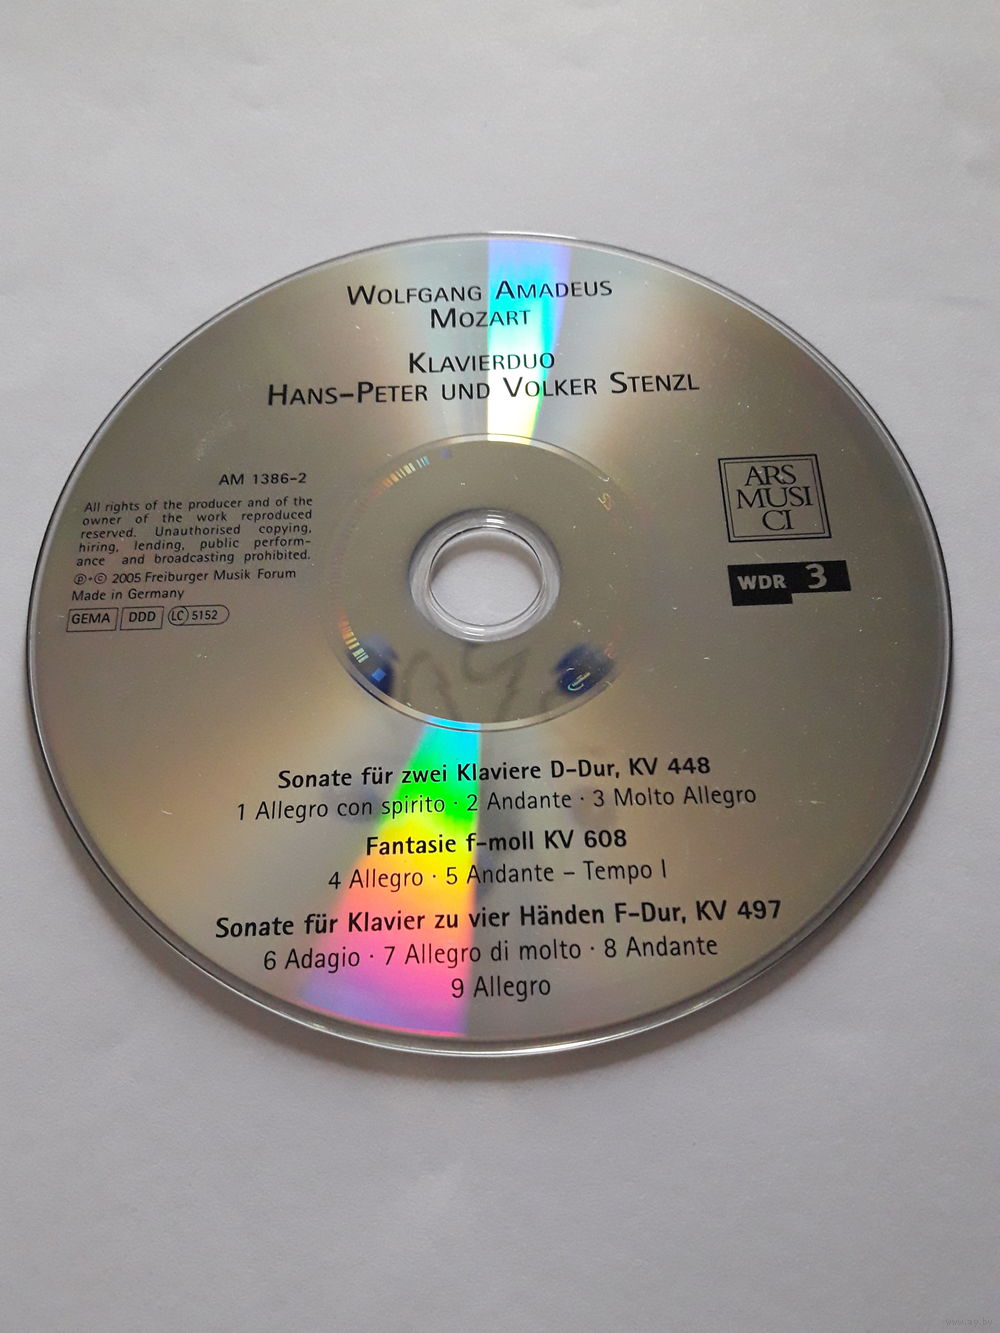 WOLFGANG AMADEUS
MOZART
KLAVIERDUO
HANS-PETER UND VOLKER STENZL
AM 1386-2
All rights of the producer and of the
owner of the work reproduced
reserved. Unauthorised copying,
hiring, lending, public perform-
ance and broadcasting prohibited.
℗+© 2005 Freiburger Musik Forum
Made in Germany
GEMA DDD LC 5152
ARS
MUSI
CI
WDR 3
Sonate für zwei Klaviere D-Dur, KV 448
1 Allegro con spirito · 2 Andante · 3 Molto Allegro
Fantasie f-moll KV 608
4 Allegro · 5 Andante – Tempo I
Sonate für Klavier zu vier Händen F-Dur, KV 497
6 Adagio · 7 Allegro di molto · 8 Andante
9 Allegro
www.ay.by